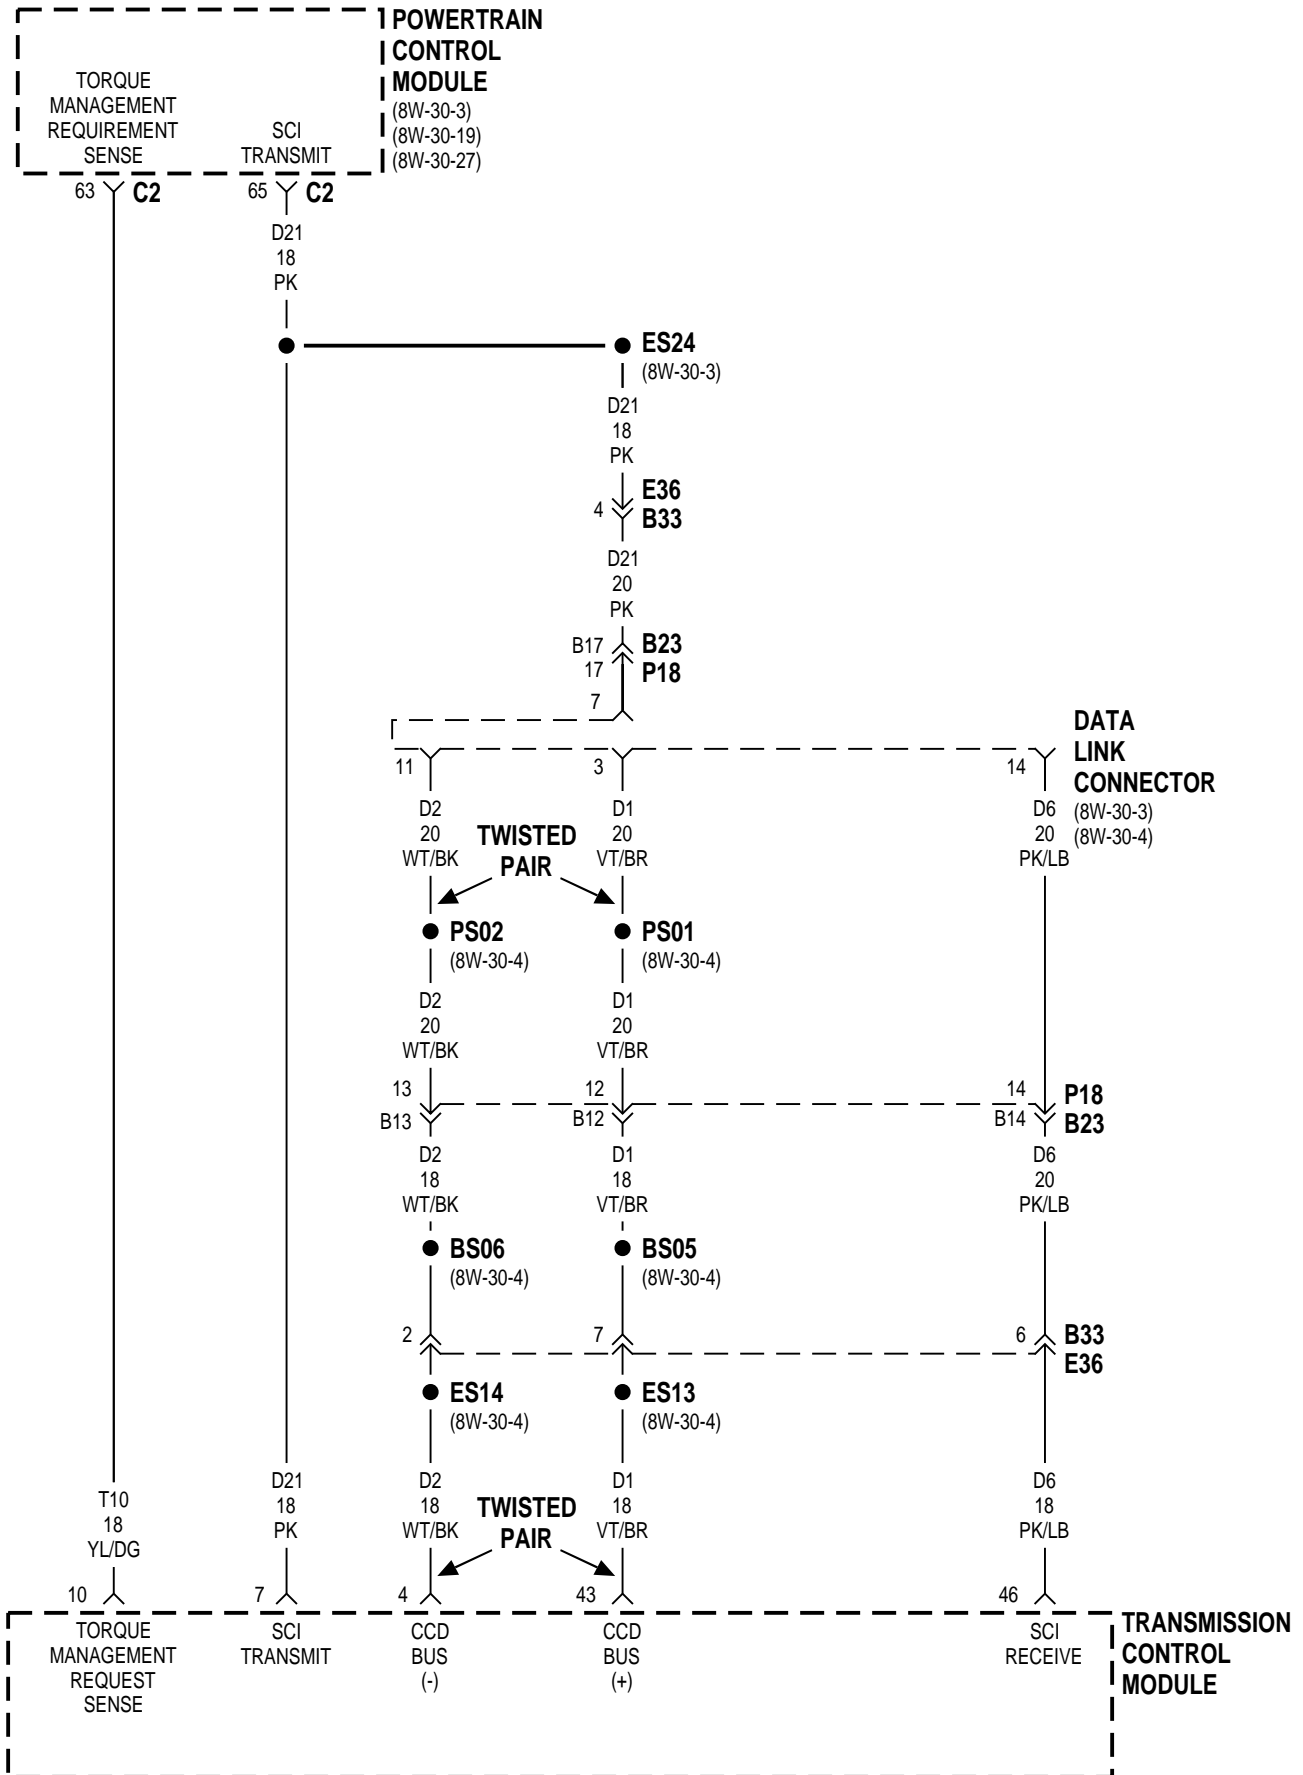 POWERTRAIN
CONTROL
MODULE
(8W-30-3)
(8W-30-19)
(8W-30-27)
TORQUE
MANAGEMENT
REQUIREMENT
SENSE
SCI
TRANSMIT
63 C2
65 C2
D21
18
PK
ES24
(8W-30-3)
D21
18
PK
E36
4
B33
D21
20
PK
B17 B23
17 P18
7
DATA
LINK
CONNECTOR
(8W-30-3)
(8W-30-4)
11
3
14
D2
20
WT/BK
TWISTED
PAIR
D1
20
VT/BR
D6
20
PK/LB
PS02
(8W-30-4)
PS01
(8W-30-4)
D2
20
WT/BK
D1
20
VT/BR
13
12
14 P18
B13
B12
B14 B23
D2
18
WT/BK
D1
18
VT/BR
D6
20
PK/LB
BS06
(8W-30-4)
BS05
(8W-30-4)
2
7
6 B33
E36
ES14
(8W-30-4)
ES13
(8W-30-4)
T10
18
YL/DG
D21
18
PK
D2
18
WT/BK
TWISTED
PAIR
D1
18
VT/BR
D6
18
PK/LB
10
7
4
43
46
TORQUE
MANAGEMENT
REQUEST
SENSE
SCI
TRANSMIT
CCD
BUS
(-)
CCD
BUS
(+)
SCI
RECEIVE
TRANSMISSION
CONTROL
MODULE